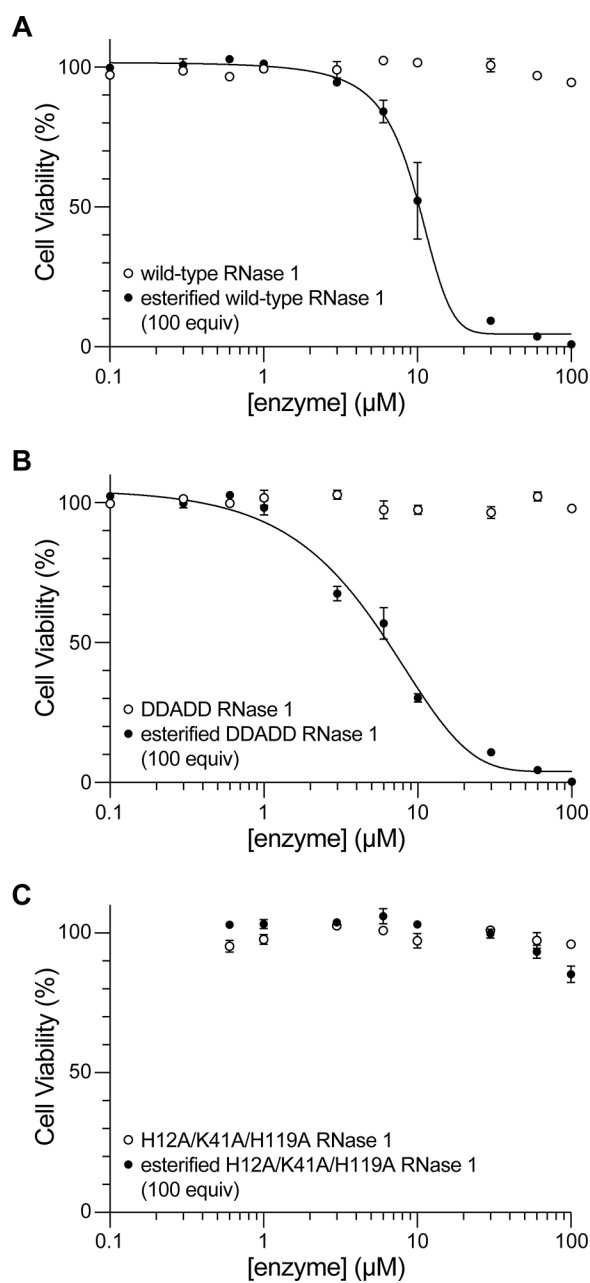 A
Cell Viability (%)
100
50
0
wild-type RNase 1
esterified wild-type RNase 1
(100 equiv)
0.1
1
10
100
[enzyme] (µM)
B
Cell Viability (%)
100
50
0
DDADD RNase 1
esterified DDADD RNase 1
(100 equiv)
0.1
1
10
100
[enzyme] (µM)
C
Cell Viability (%)
100
50
0
H12A/K41A/H119A RNase 1
esterified H12A/K41A/H119A RNase 1
(100 equiv)
0.1
1
10
100
[enzyme] (µM)